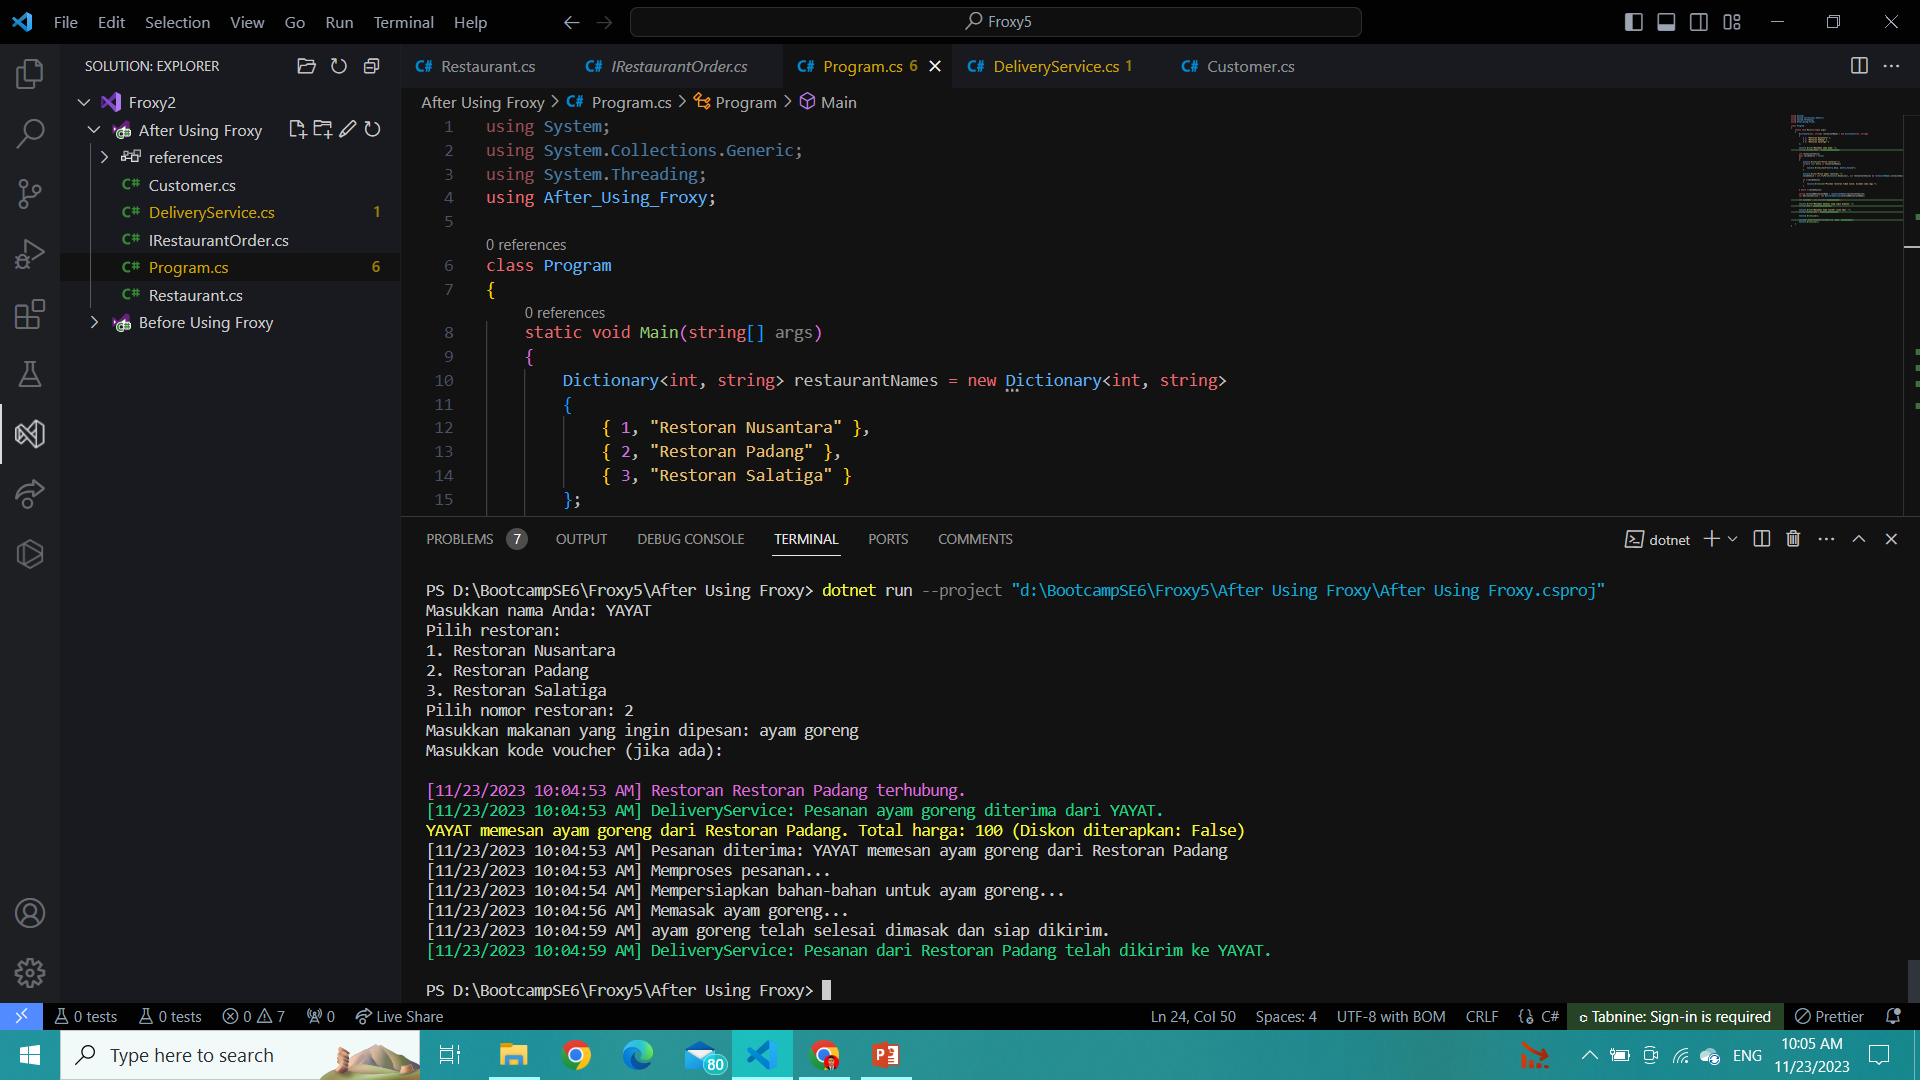 File Edit Selection View Go Run Terminal Help
Froxy5
SOLUTION: EXPLORER
Froxy2
After Using Froxy
references
C# Customer.cs
C# DeliveryService.cs 1
C# IRestaurantOrder.cs
C# Program.cs 6
C# Restaurant.cs
Before Using Froxy
C# Restaurant.cs C# IRestaurantOrder.cs C# Program.cs 6 C# DeliveryService.cs 1 C# Customer.cs
After Using Froxy > C# Program.cs > Program > Main
1 using System;
2 using System.Collections.Generic;
3 using System.Threading;
4 using After_Using_Froxy;
5
0 references
6 class Program
7 {
0 references
8 static void Main(string[] args)
9 {
10 Dictionary<int, string> restaurantNames = new Dictionary<int, string>
11 {
12 { 1, "Restoran Nusantara" },
13 { 2, "Restoran Padang" },
14 { 3, "Restoran Salatiga" }
15 };
PROBLEMS 7 OUTPUT DEBUG CONSOLE TERMINAL PORTS COMMENTS
dotnet
PS D:\BootcampSE6\Froxy5\After Using Froxy> dotnet run --project "d:\BootcampSE6\Froxy5\After Using Froxy\After Using Froxy.csproj"
Masukkan nama Anda: YAYAT
Pilih restoran:
1. Restoran Nusantara
2. Restoran Padang
3. Restoran Salatiga
Pilih nomor restoran: 2
Masukkan makanan yang ingin dipesan: ayam goreng
Masukkan kode voucher (jika ada):
[11/23/2023 10:04:53 AM] Restoran Restoran Padang terhubung.
[11/23/2023 10:04:53 AM] DeliveryService: Pesanan ayam goreng diterima dari YAYAT.
YAYAT memesan ayam goreng dari Restoran Padang. Total harga: 100 (Diskon diterapkan: False)
[11/23/2023 10:04:53 AM] Pesanan diterima: YAYAT memesan ayam goreng dari Restoran Padang
[11/23/2023 10:04:53 AM] Memproses pesanan...
[11/23/2023 10:04:54 AM] Mempersiapkan bahan-bahan untuk ayam goreng...
[11/23/2023 10:04:56 AM] Memasak ayam goreng...
[11/23/2023 10:04:59 AM] ayam goreng telah selesai dimasak dan siap dikirim.
[11/23/2023 10:04:59 AM] DeliveryService: Pesanan dari Restoran Padang telah dikirim ke YAYAT.
PS D:\BootcampSE6\Froxy5\After Using Froxy>
0 tests 0 tests 0 7 0 Live Share
Ln 24, Col 50 Spaces: 4 UTF-8 with BOM CRLF C# Tabnine: Sign-in is required Prettier
Type here to search
80
ENG
10:05 AM
11/23/2023